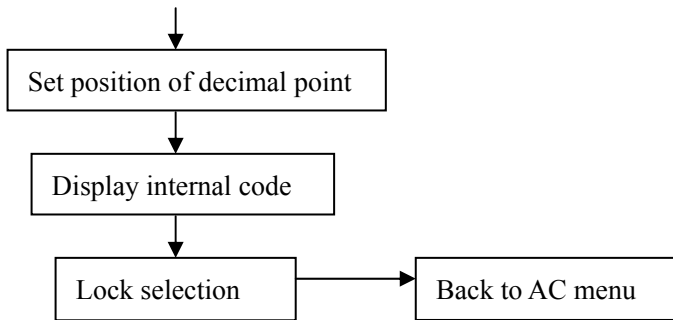 Set position of decimal point
Display internal code
Lock selection
Back to AC menu